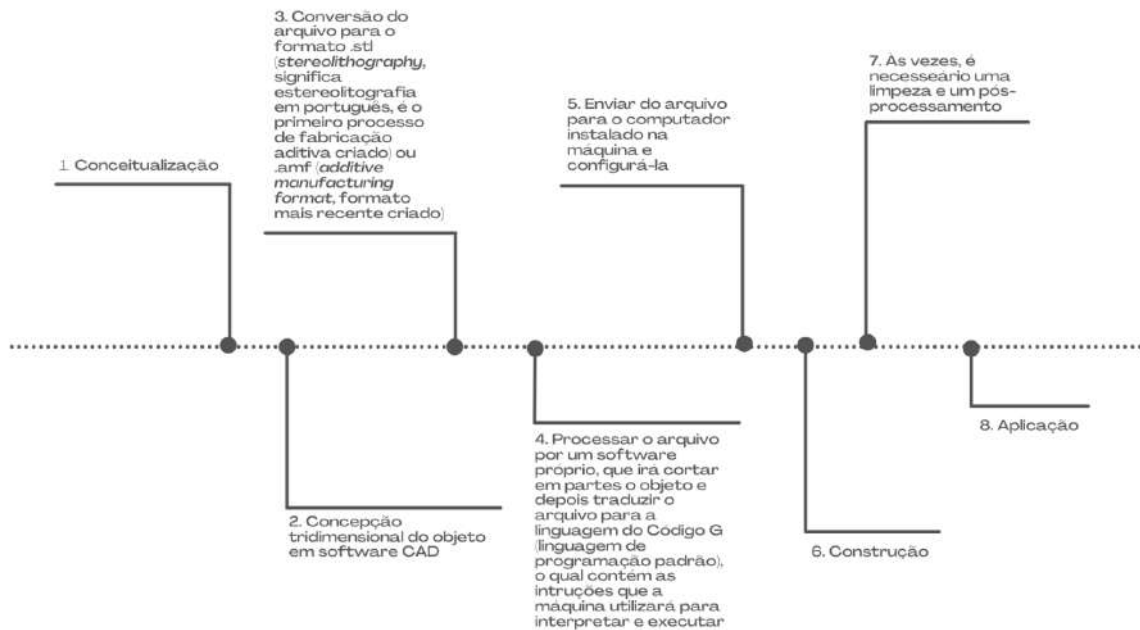 1. Conceitualização
2. Concepção
tridimensional do objeto
em software CAD
3. Conversão do
arquivo para o
formato .stl
(stereolithography,
significa
estereolitografia
em português, é o
primeiro processo
de fabricação
aditiva criado) ou
.amf (additive
manufacturing
format, formato
mais recente criado)
4. Processar o arquivo
por um software
próprio, que irá cortar
em partes o objeto e
depois traduzir o
arquivo para a
linguagem do Código G
(linguagem de
programação padrão),
o qual contém as
intruções que a
máquina utilizará para
interpretar e executar
5. Enviar do arquivo
para o computador
instalado na
máquina e
configurá-la
6. Construção
7. Às vezes, é
necesseário uma
limpeza e um pós-
processamento
8. Aplicação